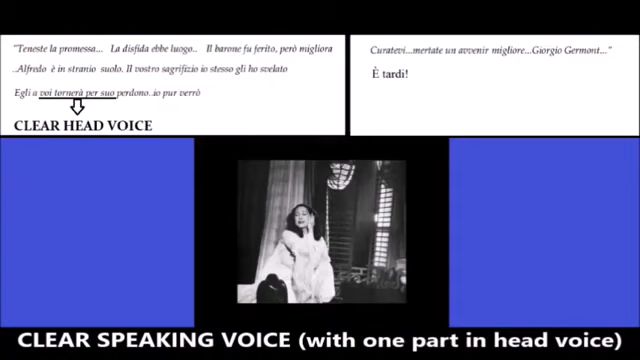 "Teneste la promessa... La disfida ebbe luogo.. Il barone fu ferito, però migliora
..Alfredo è in stranio suolo. Il vostro sagrifizio io stesso gli ho svelato
Egli a voi tornerà per suo perdono..io pur verrò
CLEAR HEAD VOICE
Curatevi...mertate un avvenir migliore...Giorgio Germont..."
È tardi!
CLEAR SPEAKING VOICE (with one part in head voice)